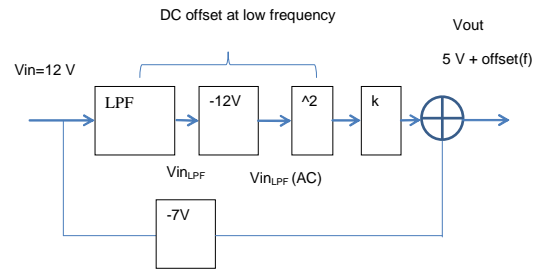 DC offset at low frequency
Vout
5 V + offset(f)
Vin=12 V
LPF
-12V
^2
k
VinLPF
VinLPF (AC)
-7V